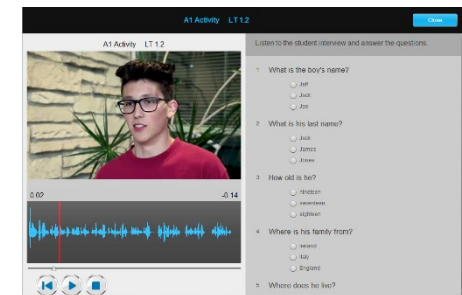 A1 Activity LT 1.2
Close
A1 Activity LT 1.2
0:02
-0:14
Listen to the student interview and answer the questions.
1 What is the boy's name?
Jeff
Jack
Joe
2 What is his last name?
Jack
James
Jones
3 How old is he?
nineteen
seventeen
eighteen
4 Where is his family from?
Ireland
Italy
England
5 Where does he live?